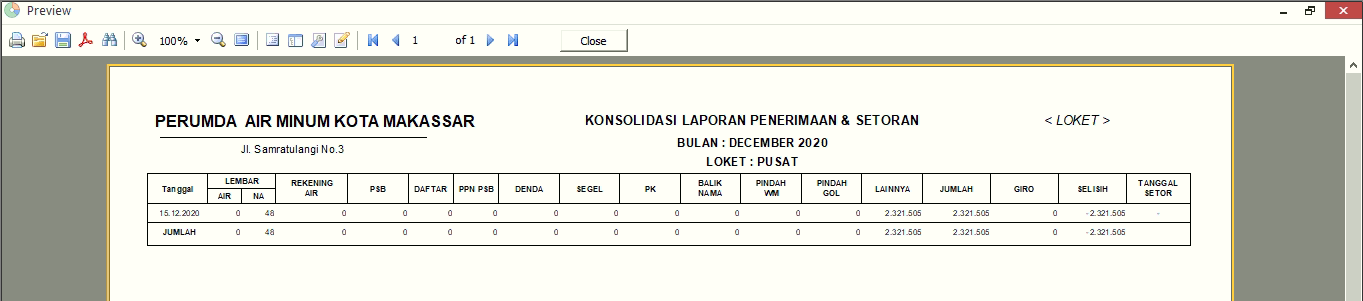 Preview
100%
1 of 1
Close
PERUMDA AIR MINUM KOTA MAKASSAR
Jl. Samratulangi No.3
KONSOLIDASI LAPORAN PENERIMAAN & SETORAN
< LOKET >
BULAN : DECEMBER 2020
LOKET : PUSAT
Tanggal LEMBAR AIR NA REKENING AIR PSB DAFTAR PPN PSB DENDA SEGEL PK BALIK NAMA PINDAH WM PINDAH GOL LAINNYA JUMLAH GIRO SELISIH TANGGAL SETOR
15.12.2020 0 48 0 0 0 0 0 0 0 0 0 0 2.321.505 2.321.505 0 -2.321.505 -
JUMLAH 0 48 0 0 0 0 0 0 0 0 0 0 2.321.505 2.321.505 0 -2.321.505